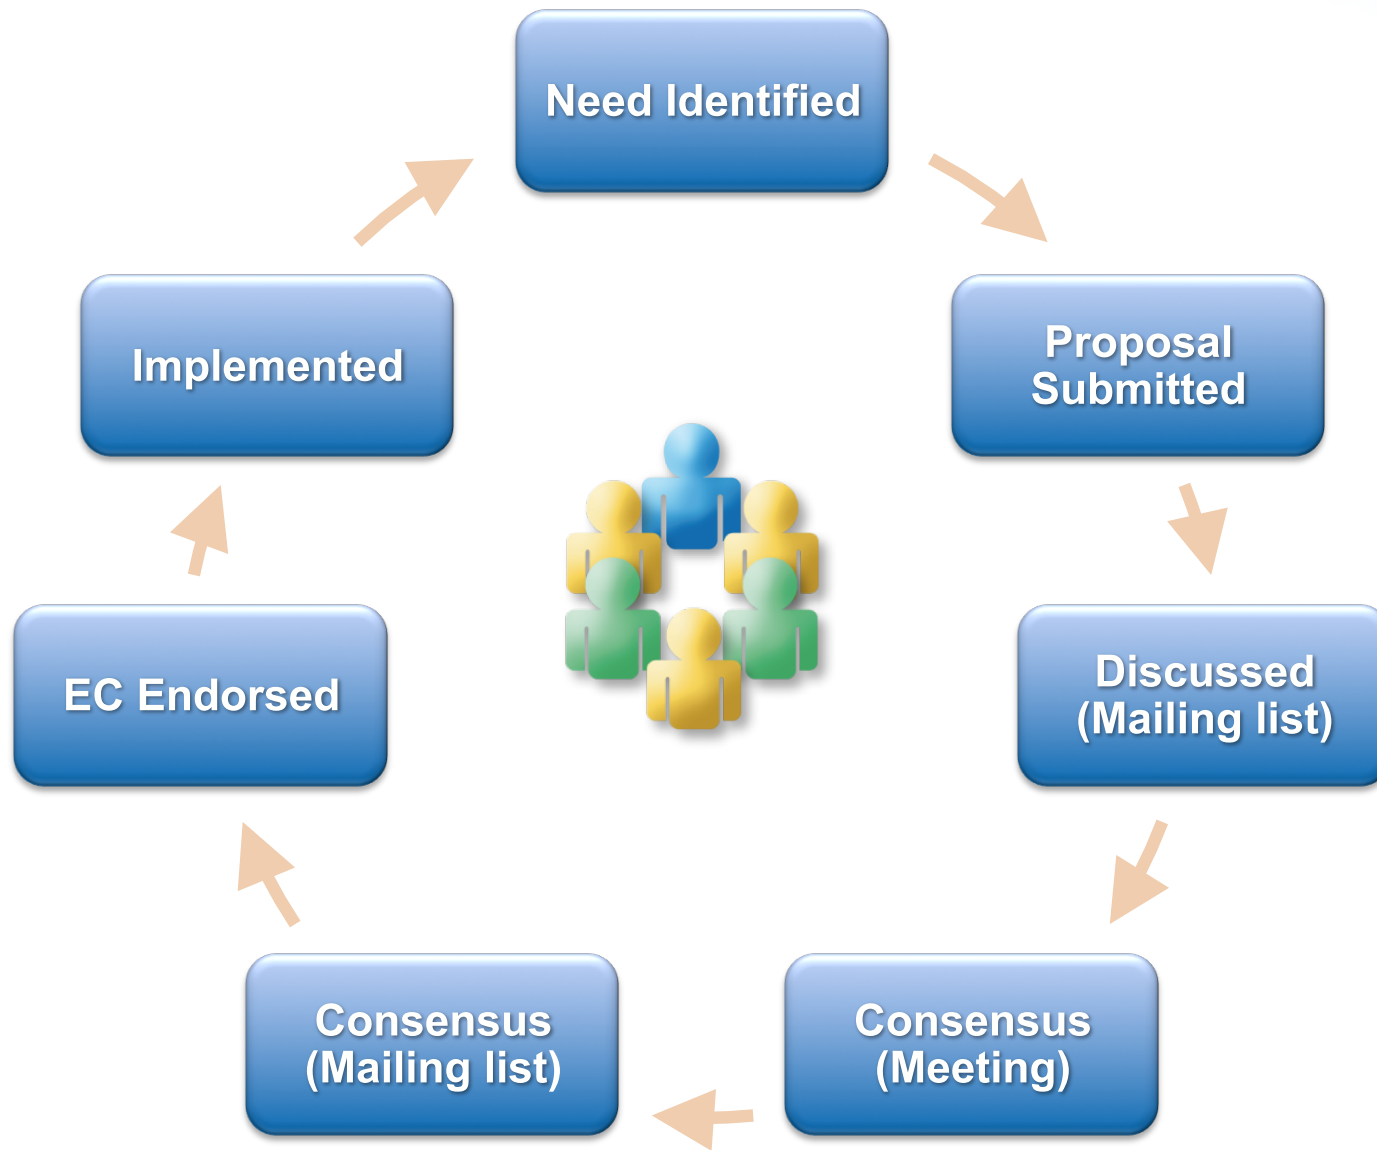 Need Identified
Proposal
Submitted
Discussed
(Mailing list)
Consensus
(Meeting)
Consensus
(Mailing list)
EC Endorsed
Implemented